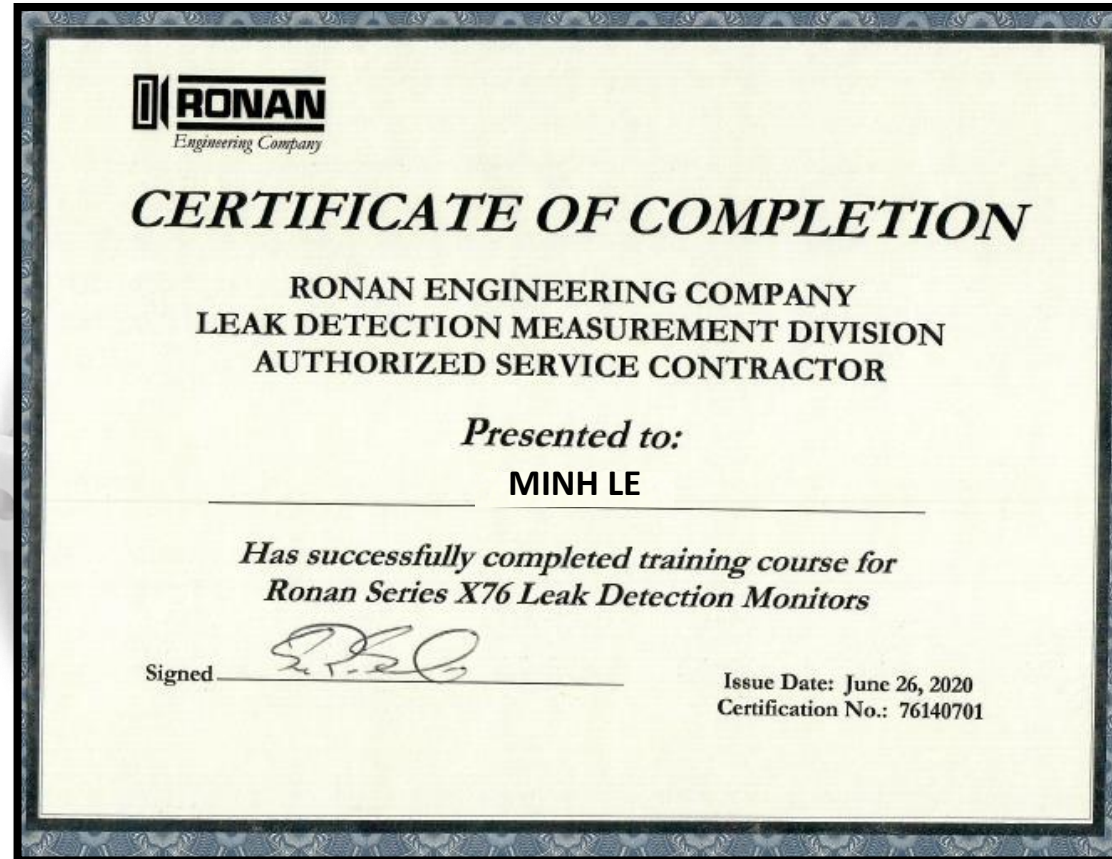 RONAN
Engineering Company
CERTIFICATE OF COMPLETION
RONAN ENGINEERING COMPANY
LEAK DETECTION MEASUREMENT DIVISION
AUTHORIZED SERVICE CONTRACTOR
Presented to:
MINH LE
Has successfully completed training course for
Ronan Series X76 Leak Detection Monitors
Signed
Issue Date: June 26, 2020
Certification No.: 76140701